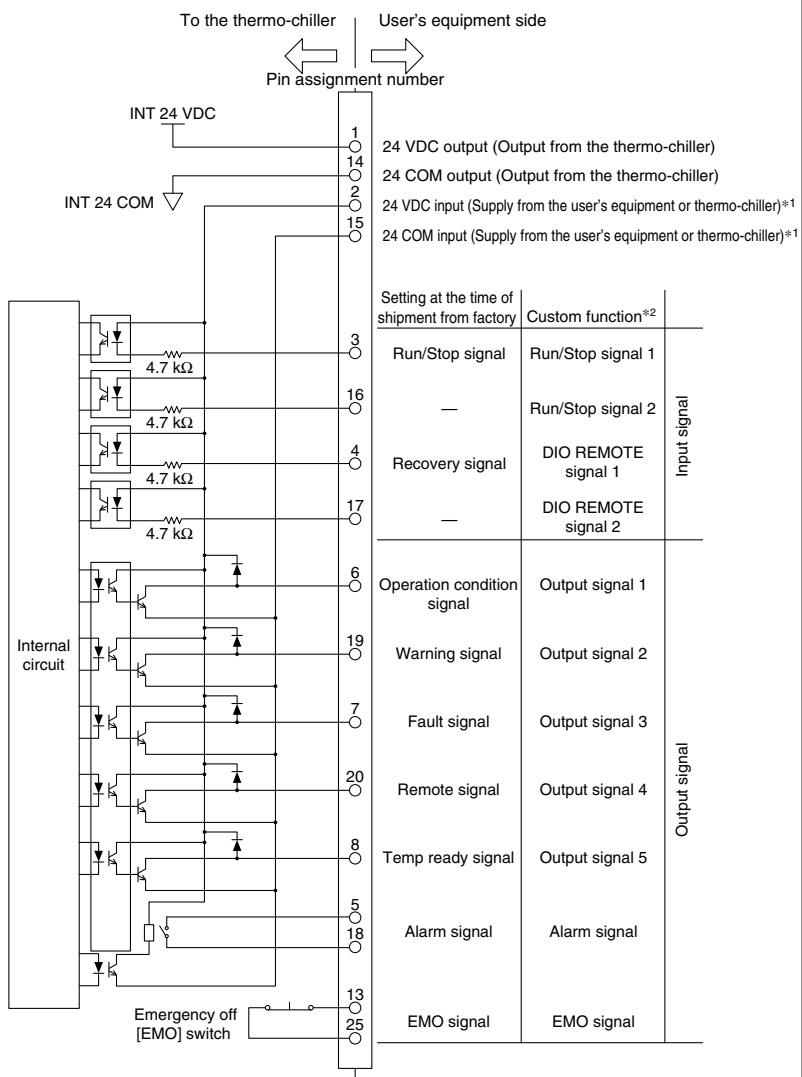 To the thermo-chiller
User's equipment side
Pin assignment number
INT 24 VDC
1
24 VDC output (Output from the thermo-chiller)
14
24 COM output (Output from the thermo-chiller)
INT 24 COM
2
24 VDC input (Supply from the user's equipment or thermo-chiller)*1
15
24 COM input (Supply from the user's equipment or thermo-chiller)*1
Setting at the time of
shipment from factory
Custom function*2
3
4.7 kΩ
Run/Stop signal
Run/Stop signal 1
16
4.7 kΩ
—
Run/Stop signal 2
4
4.7 kΩ
Recovery signal
DIO REMOTE
signal 1
17
4.7 kΩ
—
DIO REMOTE
signal 2
Input signal
6
Operation condition
signal
Output signal 1
Internal
circuit
19
Warning signal
Output signal 2
7
Fault signal
Output signal 3
20
Remote signal
Output signal 4
8
Temp ready signal
Output signal 5
5
18
Alarm signal
Alarm signal
Output signal
Emergency off
[EMO] switch
13
25
EMO signal
EMO signal